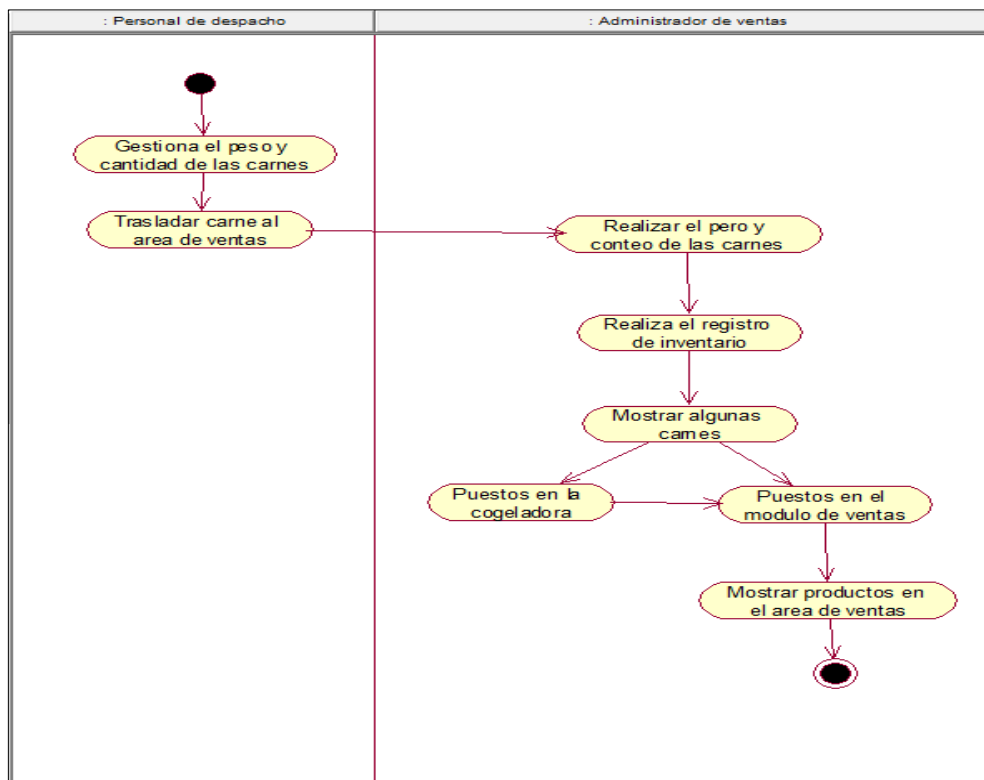 : Personal de despacho
: Administrador de ventas
Gestiona el peso y
cantidad de las carnes
Trasladar carne al
area de ventas
Realizar el pero y
conteo de las carnes
Realiza el registro
de inventario
Mostrar algunas
carnes
Puestos en la
cogeladora
Puestos en el
modulo de ventas
Mostrar productos en
el area de ventas